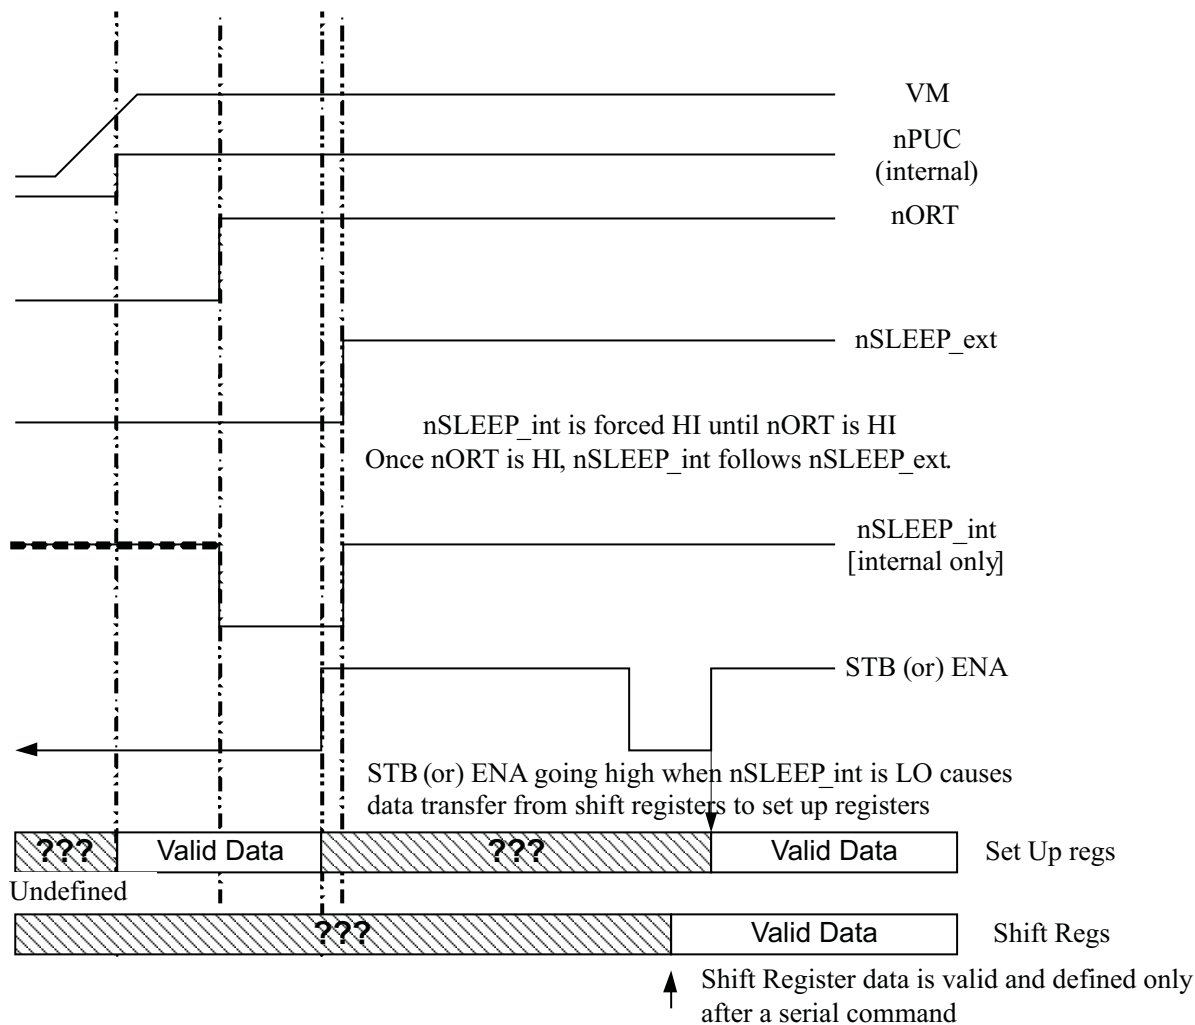 VM
nPUC
(internal)
nORT
nSLEEP_ext
nSLEEP_int is forced HI until nORT is HI
Once nORT is HI, nSLEEP_int follows nSLEEP_ext.
nSLEEP_int
[internal only]
STB (or) ENA
STB (or) ENA going high when nSLEEP_int is LO causes
data transfer from shift registers to set up registers
??? Valid Data ??? Valid Data Set Up regs
Undefined
??? Valid Data Shift Regs
Shift Register data is valid and defined only
after a serial command